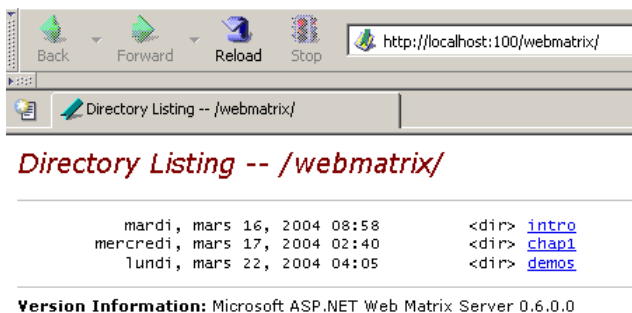 Back Forward Reload Stop http://localhost:100/webmatrix/
Directory Listing -- /webmatrix/
Directory Listing -- /webmatrix/
mardi, mars 16, 2004 08:58 <dir> intro
mercredi, mars 17, 2004 02:40 <dir> chap1
lundi, mars 22, 2004 04:05 <dir> demos
Version Information: Microsoft ASP.NET Web Matrix Server 0.6.0.0